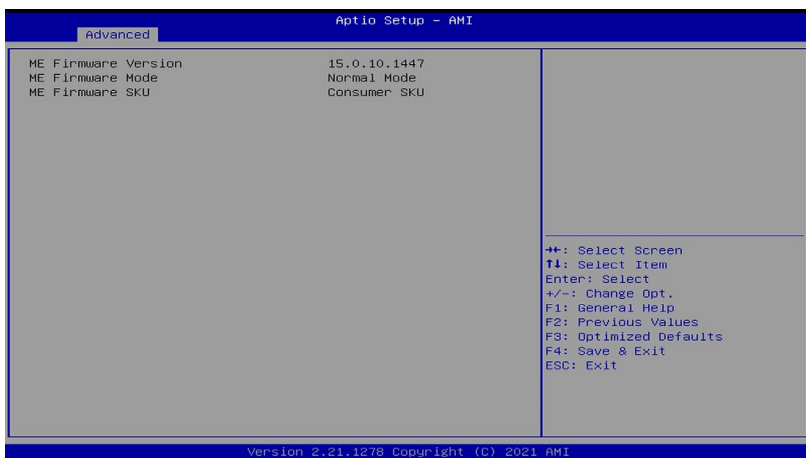 Aptio Setup - AMI
Advanced
ME Firmware Version 15.0.10.1447
ME Firmware Mode Normal Mode
ME Firmware SKU Consumer SKU
→←: Select Screen
↑↓: Select Item
Enter: Select
+/-: Change Opt.
F1: General Help
F2: Previous Values
F3: Optimized Defaults
F4: Save & Exit
ESC: Exit
Version 2.21.1278 Copyright (C) 2021 AMI